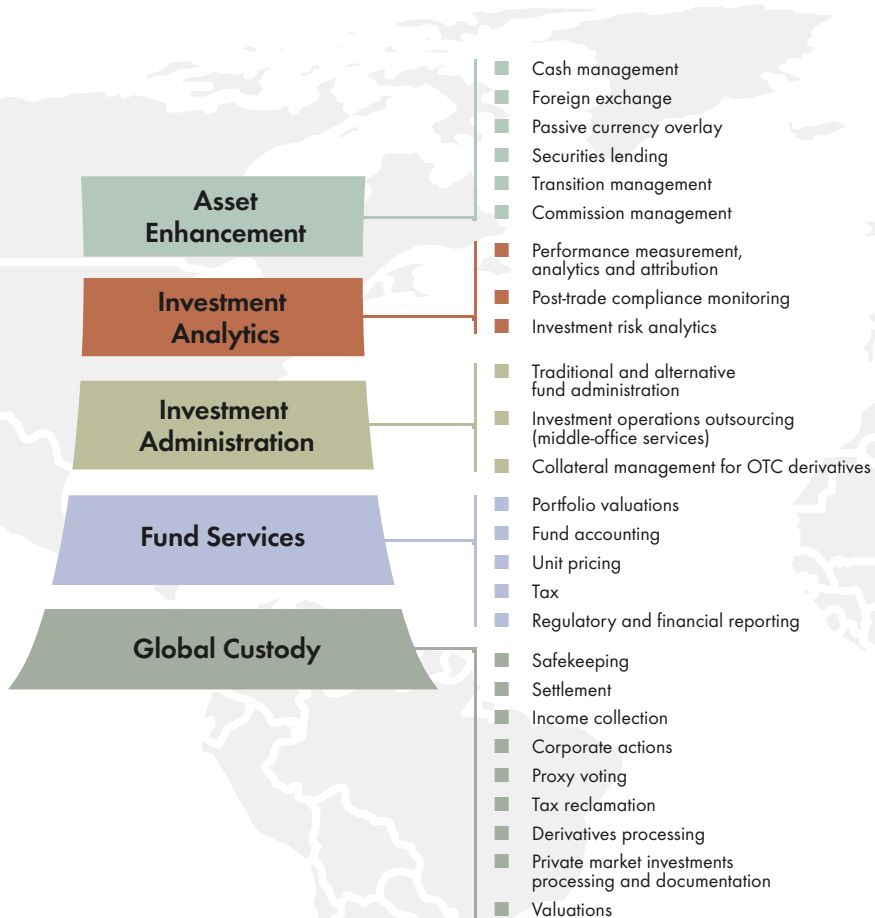 Asset
Enhancement
Cash management
Foreign exchange
Passive currency overlay
Securities lending
Transition management
Commission management
Investment
Analytics
Performance measurement,
analytics and attribution
Post-trade compliance monitoring
Investment risk analytics
Investment
Administration
Traditional and alternative
fund administration
Investment operations outsourcing
(middle-office services)
Collateral management for OTC derivatives
Fund Services
Portfolio valuations
Fund accounting
Unit pricing
Tax
Regulatory and financial reporting
Global Custody
Safekeeping
Settlement
Income collection
Corporate actions
Proxy voting
Tax reclamation
Derivatives processing
Private market investments
processing and documentation
Valuations